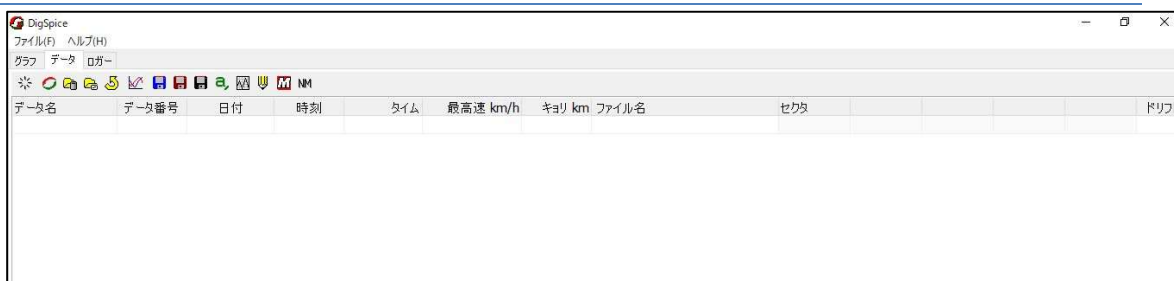 DigSpice
ファイル(F) ヘルプ(H)
グラフ データ ロガー
a, M NM
データ名 データ番号 日付 時刻 タイム 最高速 km/h キョリ km ファイル名 セクタ ドリフ